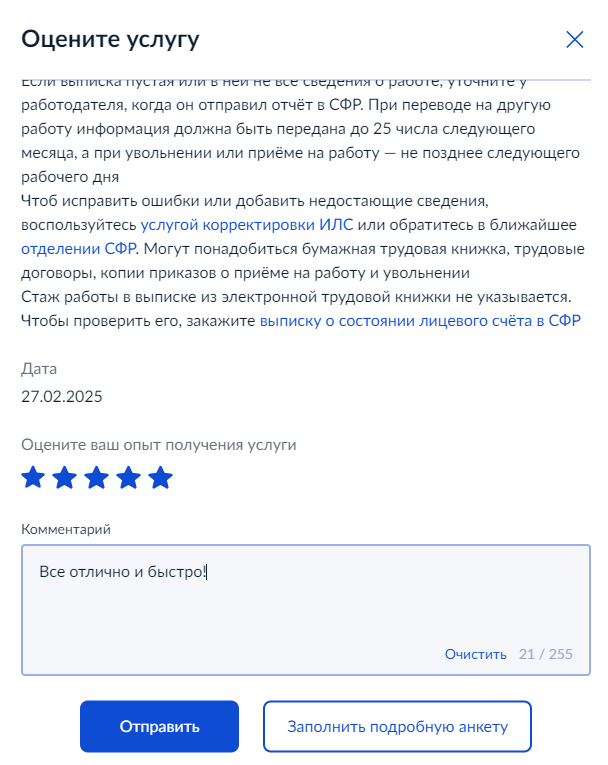 Оцените услугу
Если выписка пустая или в ней не все сведения о работе, уточните у
работодателя, когда он отправил отчёт в СФР. При переводе на другую
работу информация должна быть передана до 25 числа следующего
месяца, а при увольнении или приёме на работу — не позднее следующего
рабочего дня
Чтоб исправить ошибки или добавить недостающие сведения,
воспользуйтесь услугой корректировки ИЛС или обратитесь в ближайшее
отделении СФР. Могут понадобиться бумажная трудовая книжка, трудовые
договоры, копии приказов о приёме на работу и увольнении
Стаж работы в выписке из электронной трудовой книжки не указывается.
Чтобы проверить его, закажите выписку о состоянии лицевого счёта в СФР
Дата
27.02.2025
Оцените ваш опыт получения услуги
Комментарий
Все отлично и быстро!
Очистить 21 / 255
Отправить Заполнить подробную анкету